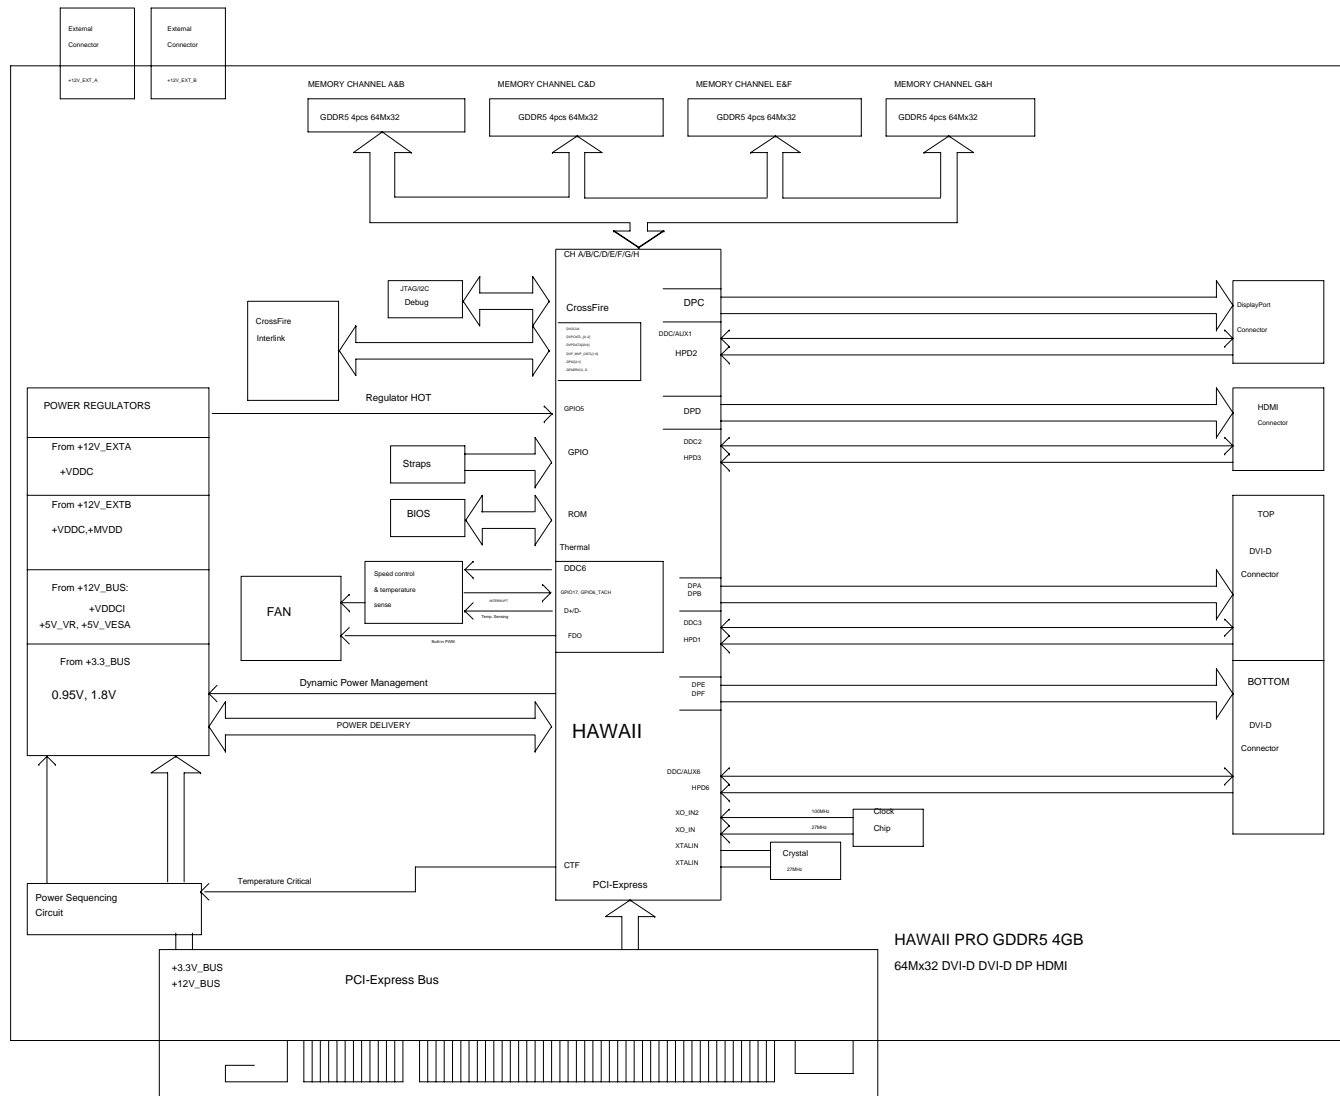 External
Connector
+12V_EXT_A
External
Connector
+12V_EXT_B
MEMORY CHANNEL A&B
MEMORY CHANNEL C&D
MEMORY CHANNEL E&F
MEMORY CHANNEL G&H
GDDR5 4pcs 64Mx32
GDDR5 4pcs 64Mx32
GDDR5 4pcs 64Mx32
GDDR5 4pcs 64Mx32
CH A/B/C/D/E/F/G/H
JTAG/I2C
Debug
CrossFire
CrossFire
Interlink
DPC
DDC/AUX1
HPD2
DisplayPort
Connector
POWER REGULATORS
Regulator HOT
GPIO5
DPD
HDMI
Connector
From +12V_EXTA
+VDDC
Straps
GPIO
DDC2
HPD3
From +12V_EXTB
+VDDC,+MVDD
BIOS
ROM
TOP
DVI-D
Connector
Thermal
DDC6
From +12V_BUS:
+VDDCI
+5V_VR, +5V_VESA
FAN
Speed control
& temperature
sense
GPIO17, GPIO6_TACH
INTERRUPT
D+/D-
Temp. Sensing
FDO
Built-in PWM
DPA
DPB
DDC3
HPD1
From +3.3_BUS
0.95V, 1.8V
Dynamic Power Management
POWER DELIVERY
HAWAII
DPE
DPF
BOTTOM
DVI-D
Connector
DDC/AUX6
HPD6
XO_IN2
100MHz
Clock
XO_IN
27MHz
Chip
XTALIN
Crystal
XTALIN
27MHz
CTF
Temperature Critical
PCI-Express
Power Sequencing
Circuit
+3.3V_BUS
+12V_BUS
PCI-Express Bus
HAWAII PRO GDDR5 4GB
64Mx32 DVI-D DVI-D DP HDMI